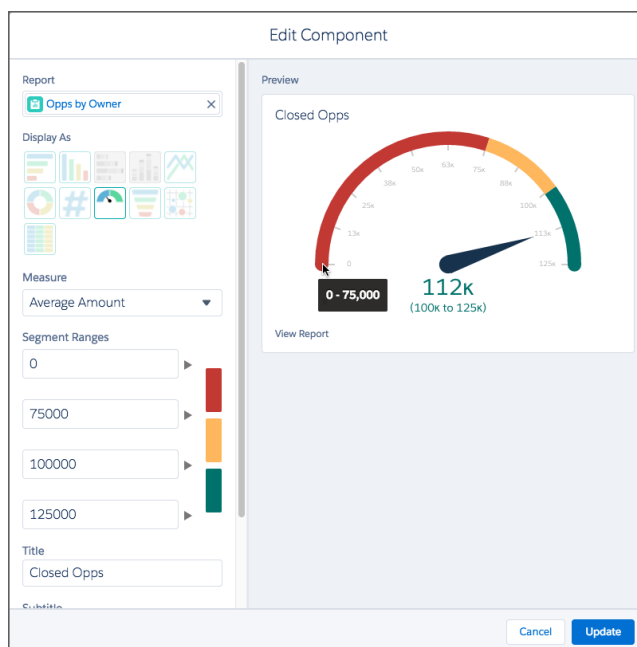 Edit Component
Report
Opps by Owner
Display As
#
Measure
Average Amount
Segment Ranges
0
75000
100000
125000
Title
Closed Opps
Subtitle
Preview
Closed Opps
0
13K
25K
38K
50K
63K
75K
88K
100K
113K
125K
0 - 75,000
112K
(100K to 125K)
View Report
Cancel
Update